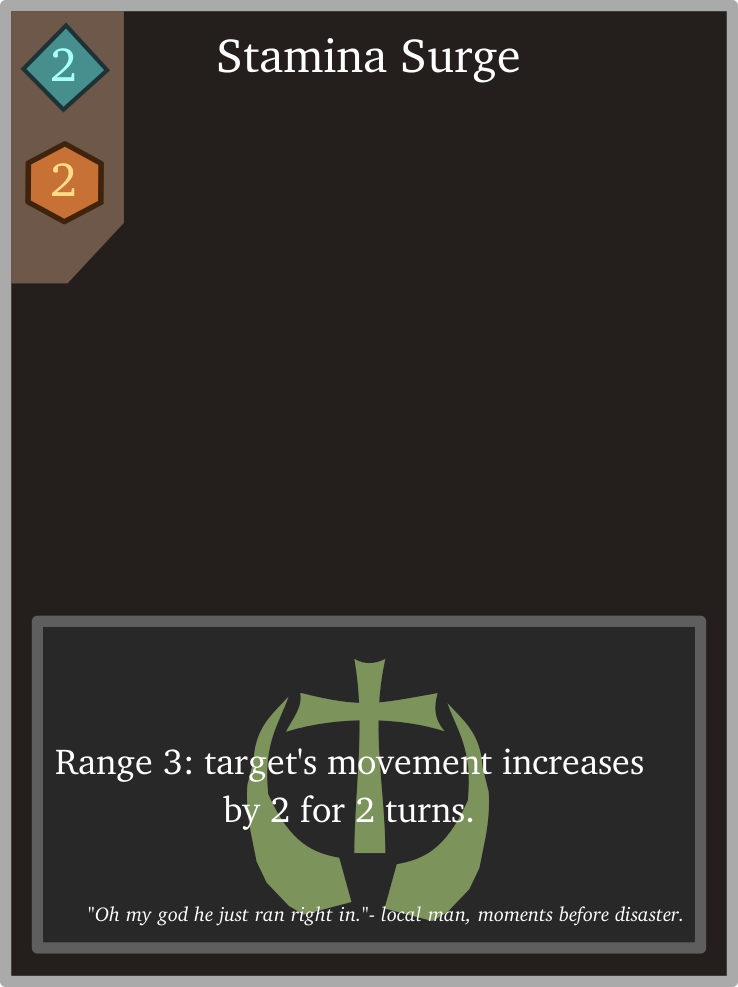 2
Stamina Surge
2
Range 3: target's movement increases
by 2 for 2 turns.
"Oh my god he just ran right in."- local man, moments before disaster.